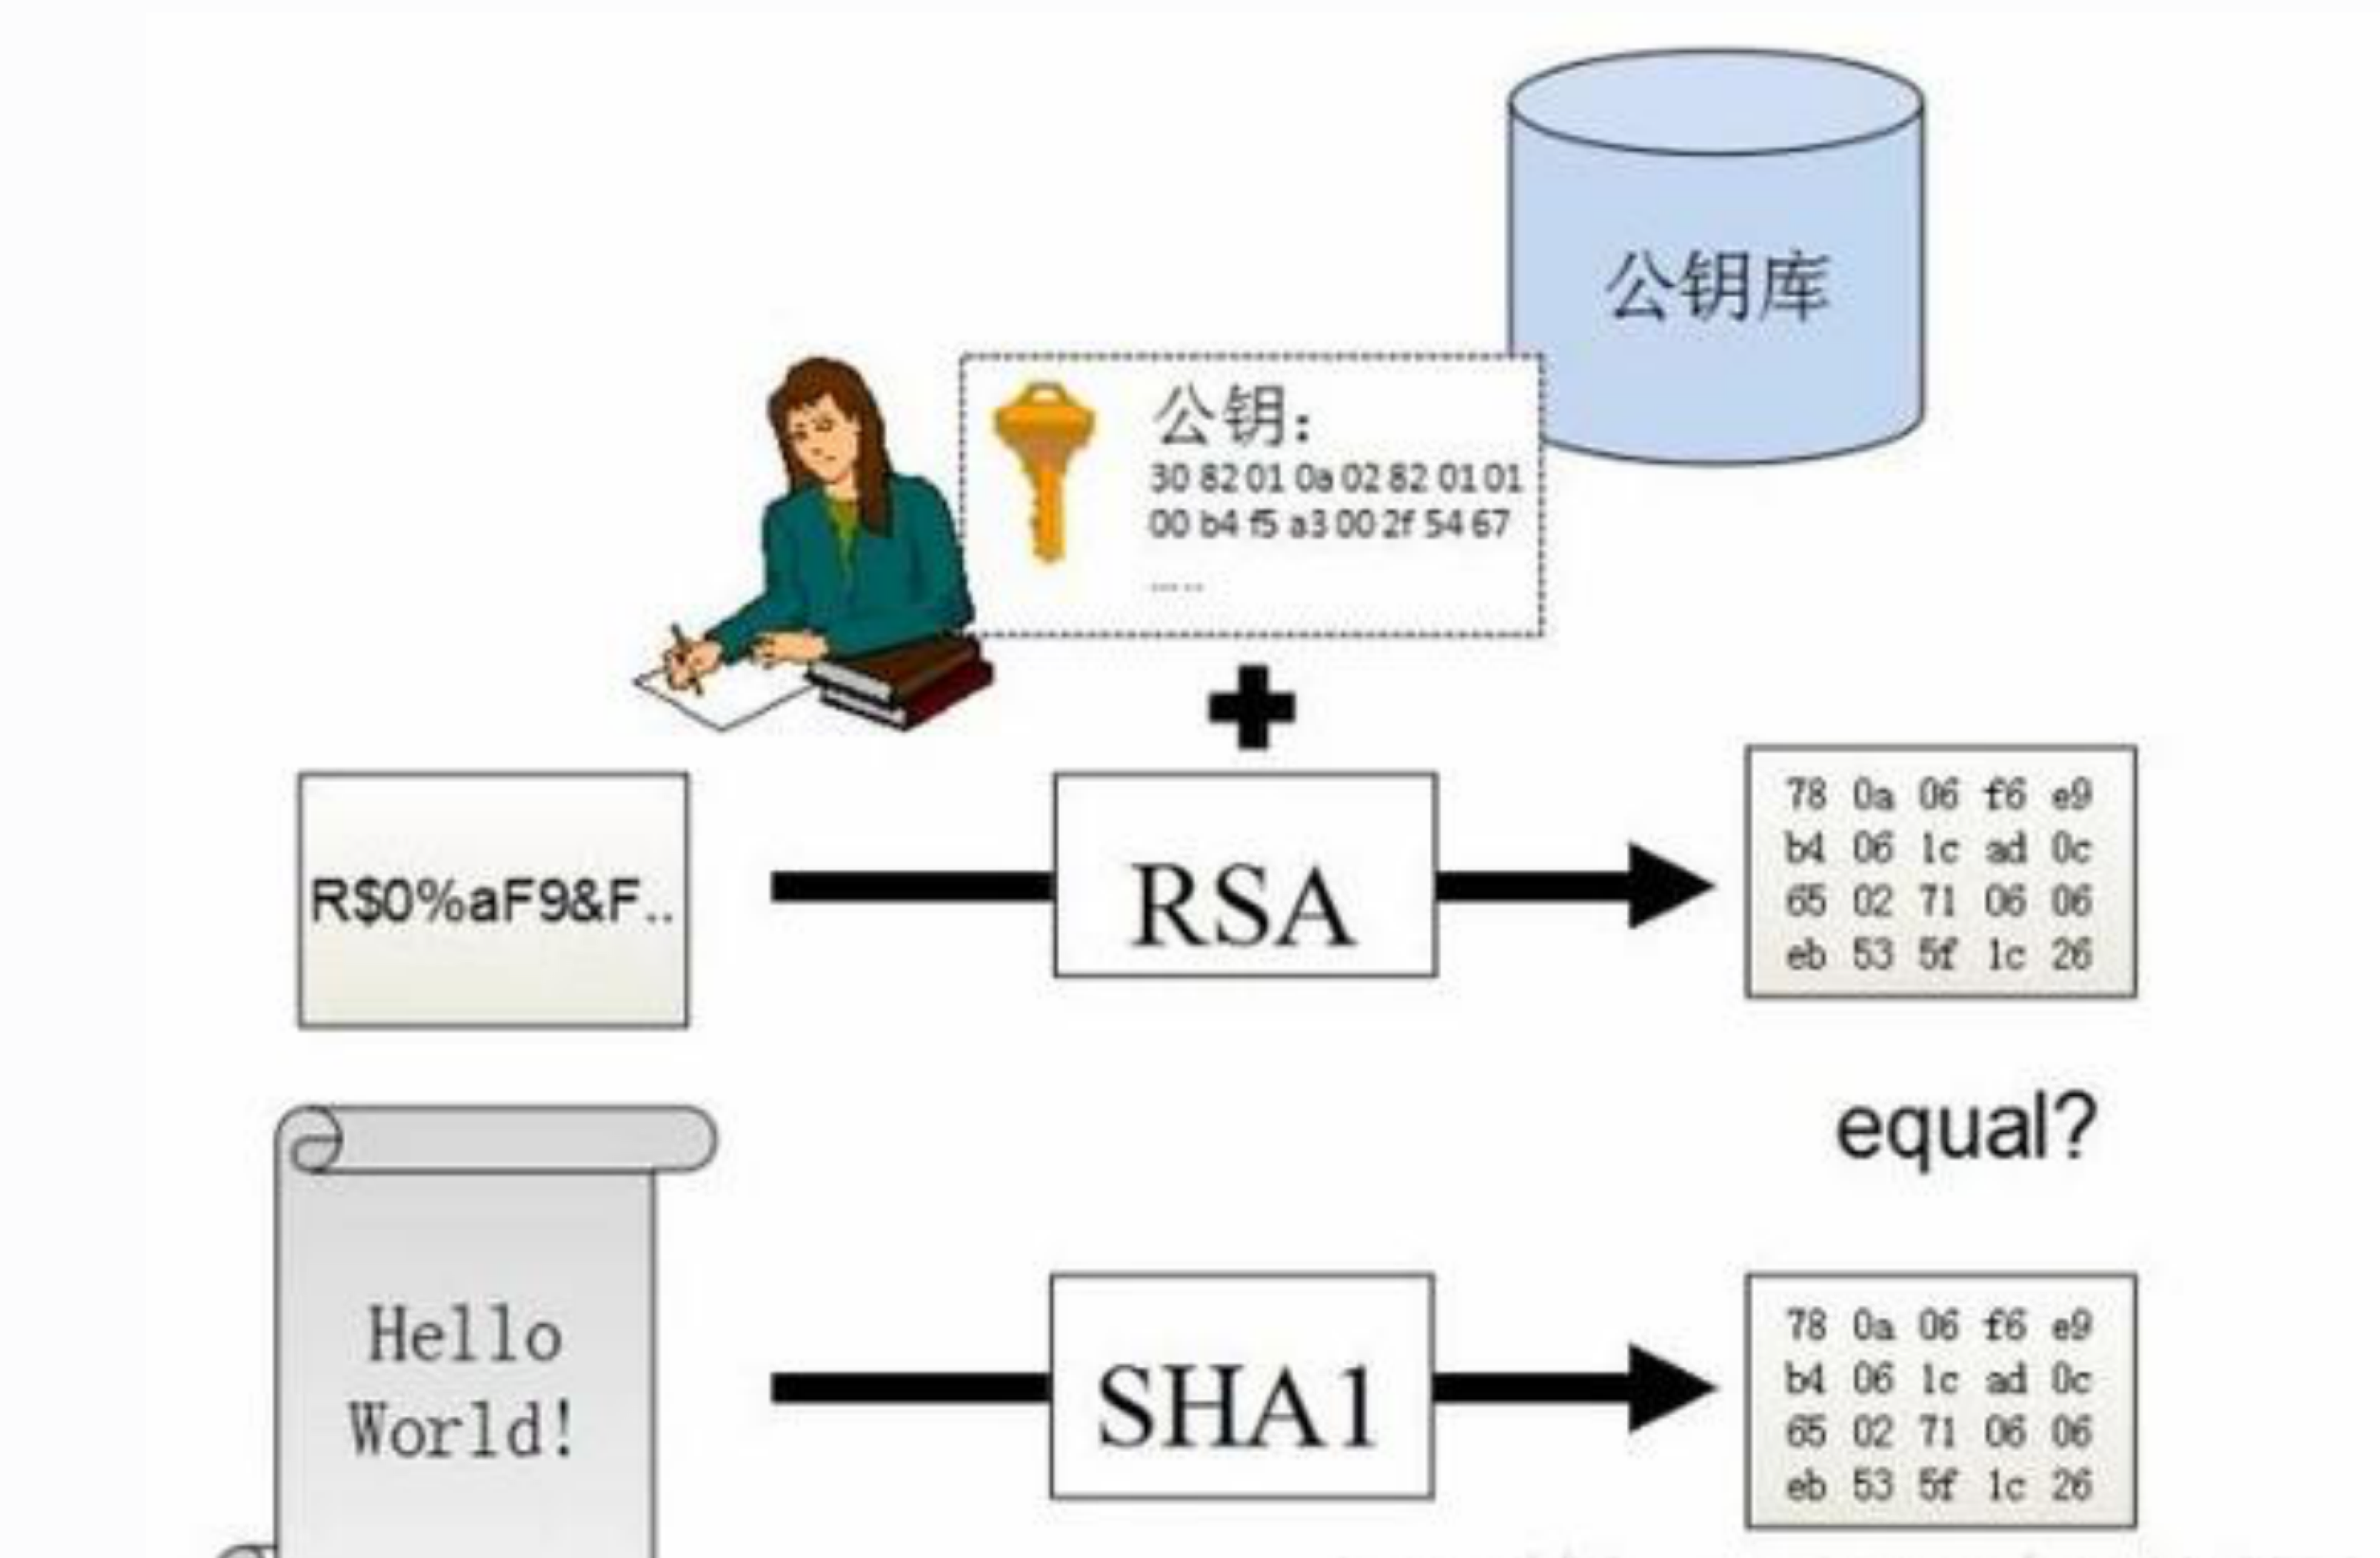 公钥库
公钥:
30 82 01 0a 02 82 01 01
00 b4 f5 a3 00 2f 54 67
... ..
R$0%aF9&F..
RSA
78 0a 06 f6 e9
b4 06 1c ad 0c
65 02 71 06 06
eb 53 5f 1c 26
equal?
Hello
World!
SHA1
78 0a 06 f6 e9
b4 06 1c ad 0c
65 02 71 06 06
eb 53 5f 1c 26